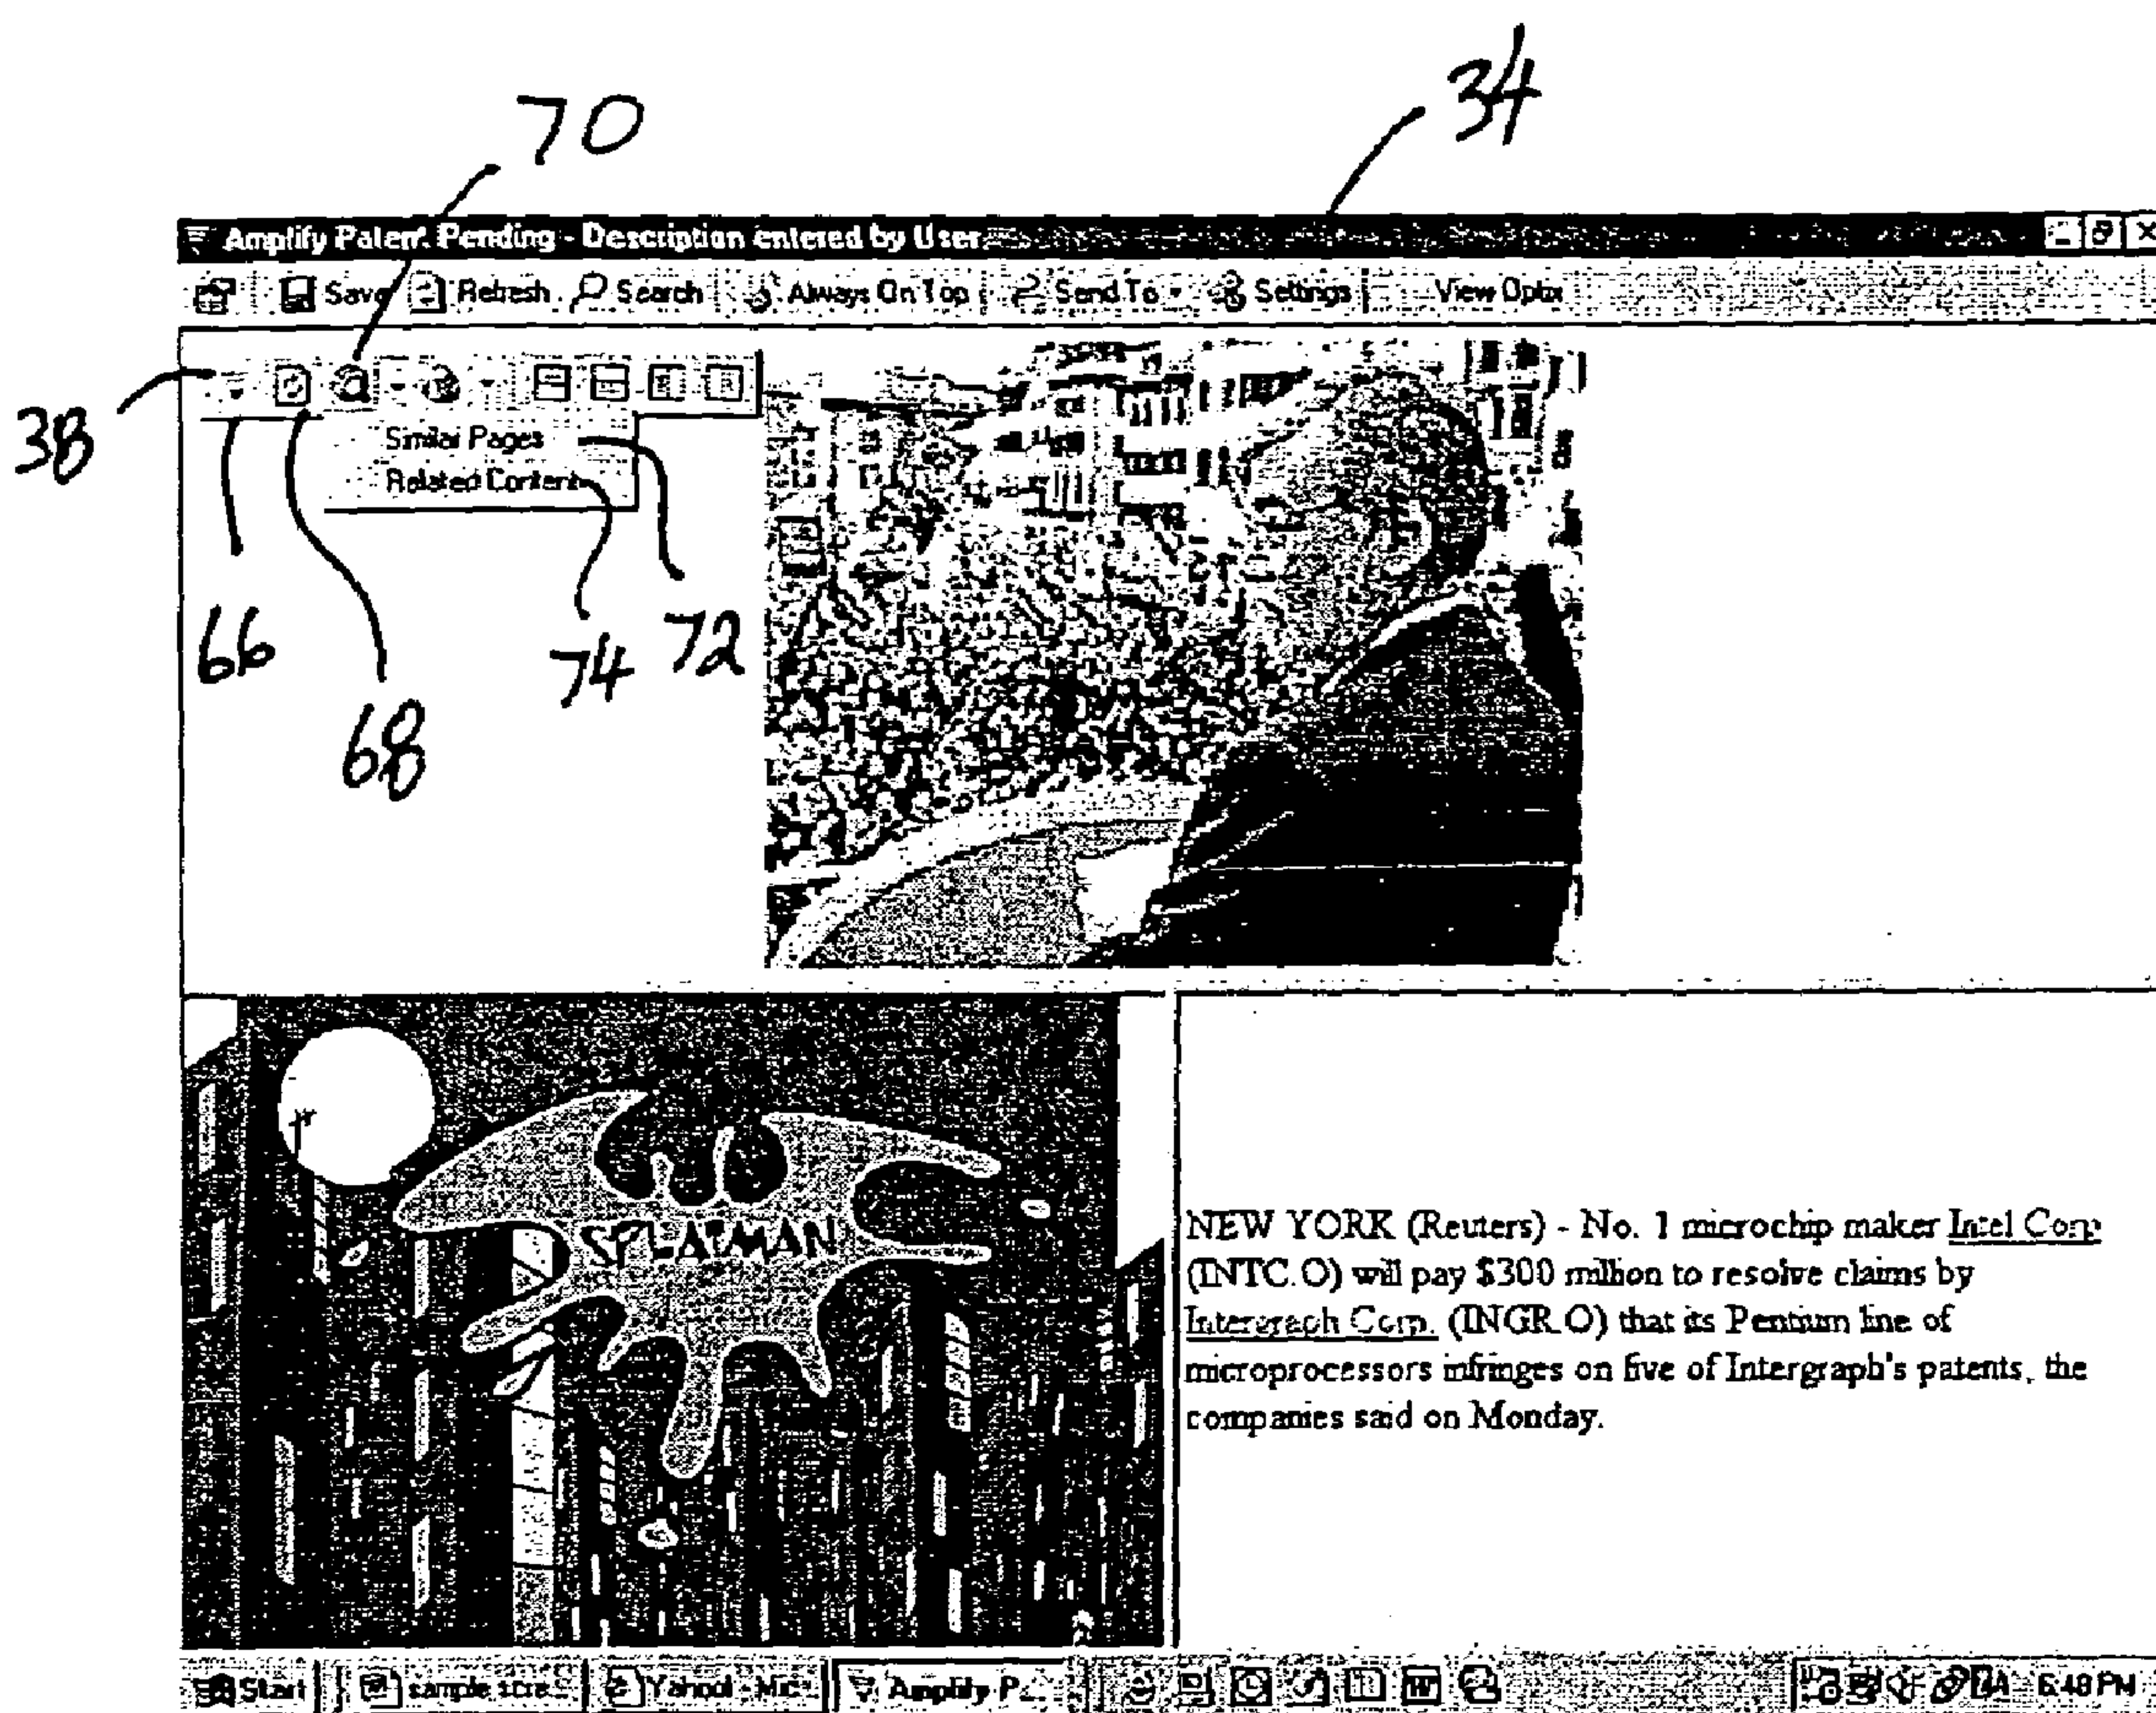 34
70
Amplify Patent Pending - Description entered by User
Save Refresh Search Always On Top Send To Settings View Optix
38
Similar Pages
Related Content
66
68
74
72
SPLATMAN
NEW YORK (Reuters) - No. 1 microchip maker Intel Corp
(INTC.O) will pay $300 million to resolve claims by
Intergraph Corp. (INGR.O) that its Pentium line of
microprocessors infringes on five of Intergraph's patents, the
companies said on Monday.
Start sample scre... Yahoo! - Mic... Amplify P... 6:48 PM